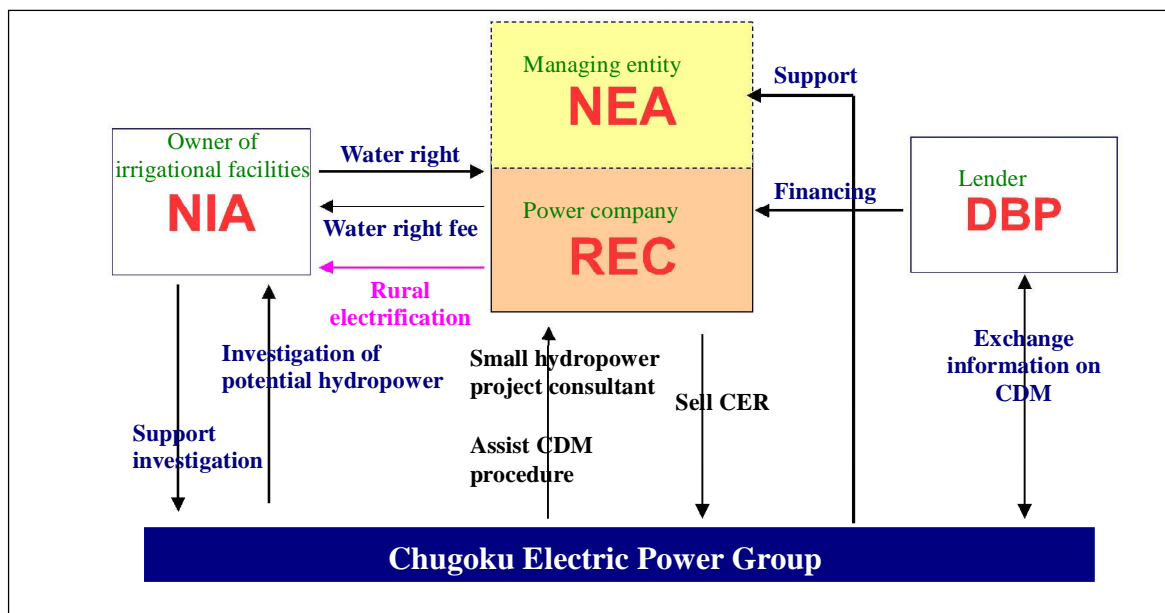 Managing entity
NEA
Support
Owner of
irrigational facilities
NIA
Water right
Water right fee
Rural
electrification
Power company
REC
Financing
Lender
DBP
Investigation of
potential hydropower
Support
investigation
Small hydropower
project consultant
Assist CDM
procedure
Sell CER
Exchange
information on
CDM
Chugoku Electric Power Group